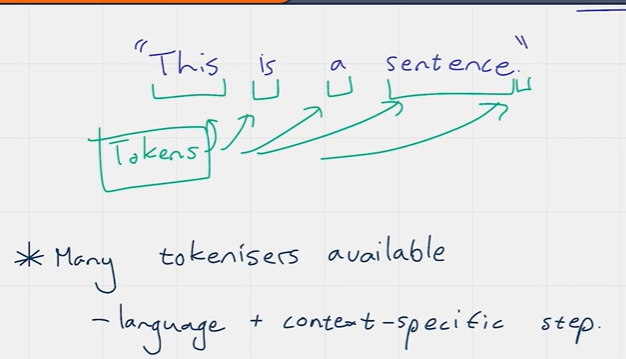 "This is a sentence."
Tokens
* Many tokenisers available
- language + context-specific step.